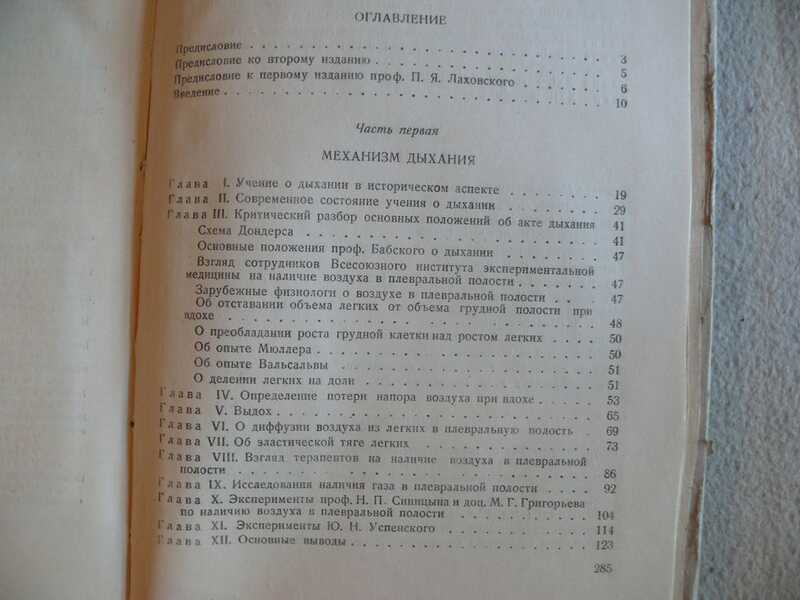 ОГЛАВЛЕНИЕ
Предисловие . . . . . . . . . . . . . . . . . . . . 3
Предисловие ко второму изданию . . . . . . . . . . . . 5
Предисловие к первому изданию проф. П. Я. Лаховского . . . . . 6
Введение . . . . . . . . . . . . . . . . . . . . . 10
Часть первая
МЕХАНИЗМ ДЫХАНИЯ
Глава I. Учение о дыхании в историческом аспекте . . . . . . 19
Глава II. Современное состояние учения о дыхании . . . . . . 29
Глава III. Критический разбор основных положений об акте дыхания 41
Схема Дондерса . . . . . . . . . . . . . . . . . 41
Основные положения проф. Бабского о дыхании . . . . . . 47
Взгляд сотрудников Всесоюзного института экспериментальной
медицины на наличие воздуха в плевральной полости . . . . . 47
Зарубежные физиологи о воздухе в плевральной полости . . . 47
Об отставании объема легких от объема грудной полости при
вдохе . . . . . . . . . . . . . . . . . . . . . 48
О преобладании роста грудной клетки над ростом легких . . . . 50
Об опыте Мюллера . . . . . . . . . . . . . . . . 50
Об опыте Вальсальвы . . . . . . . . . . . . . . . 51
О делении легких на доли . . . . . . . . . . . . . 51
Глава IV. Определение потери напора воздуха при вдохе . . . . 53
Глава V. Выдох . . . . . . . . . . . . . . . . . . 65
Глава VI. О диффузии воздуха из легких в плевральную полость 69
Глава VII. Об эластической тяге легких . . . . . . . . . . 73
Глава VIII. Взгляд терапевтов на наличие воздуха в плевральной
полости . . . . . . . . . . . . . . . . . . . . 86
Глава IX. Исследования наличия газа в плевральной полости . . . . 92
Глава X. Эксперименты проф. Н. П. Синицына и доц. М. Г. Григорьева
по наличию воздуха в плевральной полости . . . . . . . . 104
Глава XI. Эксперименты Ю. Н. Успенского . . . . . . . . . 114
Глава XII. Основные выводы . . . . . . . . . . . . . . 123
285